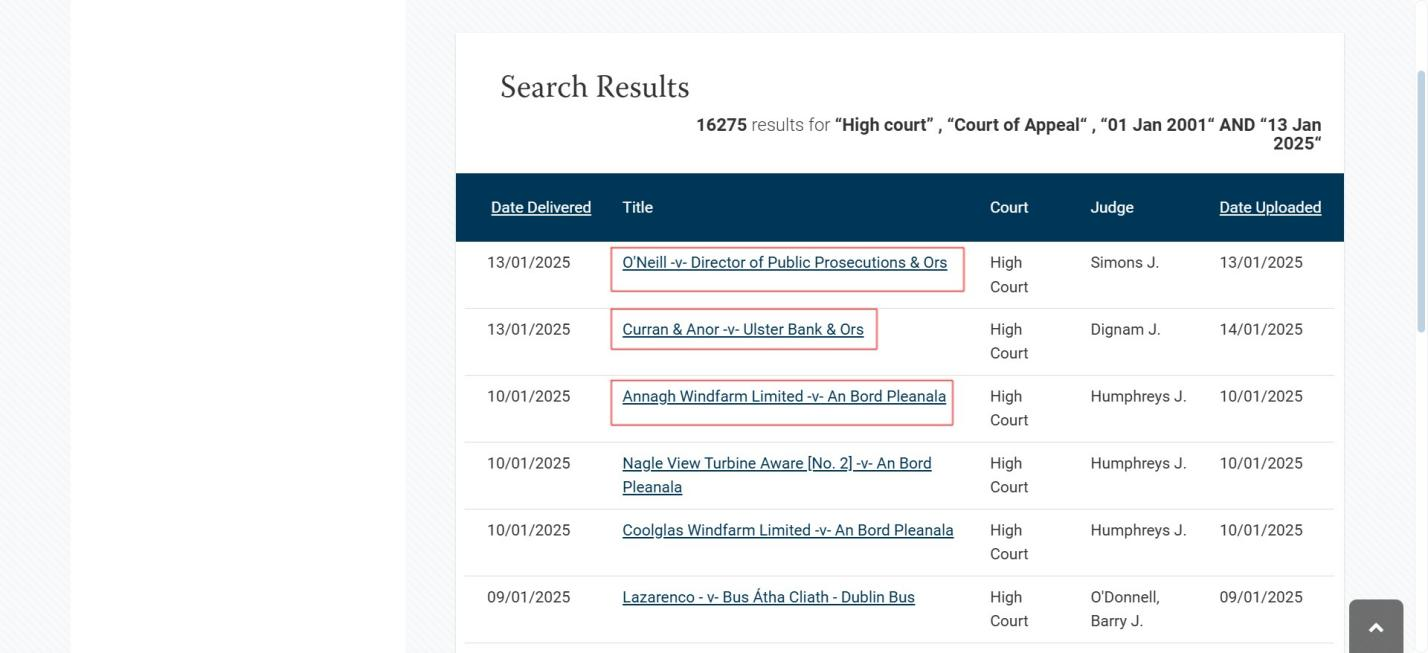 Search Results
16275 results for “High court” , “Court of Appeal“ , “01 Jan 2001“ AND “13 Jan
2025“
Date Delivered Title Court Judge Date Uploaded
13/01/2025 O'Neill -v- Director of Public Prosecutions & Ors High Simons J. 13/01/2025
Court
13/01/2025 Curran & Anor -v- Ulster Bank & Ors High Dignam J. 14/01/2025
Court
10/01/2025 Annagh Windfarm Limited -v- An Bord Pleanala High Humphreys J. 10/01/2025
Court
10/01/2025 Nagle View Turbine Aware [No. 2] -v- An Bord High Humphreys J. 10/01/2025
Pleanala Court
10/01/2025 Coolglas Windfarm Limited -v- An Bord Pleanala High Humphreys J. 10/01/2025
Court
09/01/2025 Lazarenco - v- Bus Átha Cliath - Dublin Bus High O'Donnell, 09/01/2025
Court Barry J.